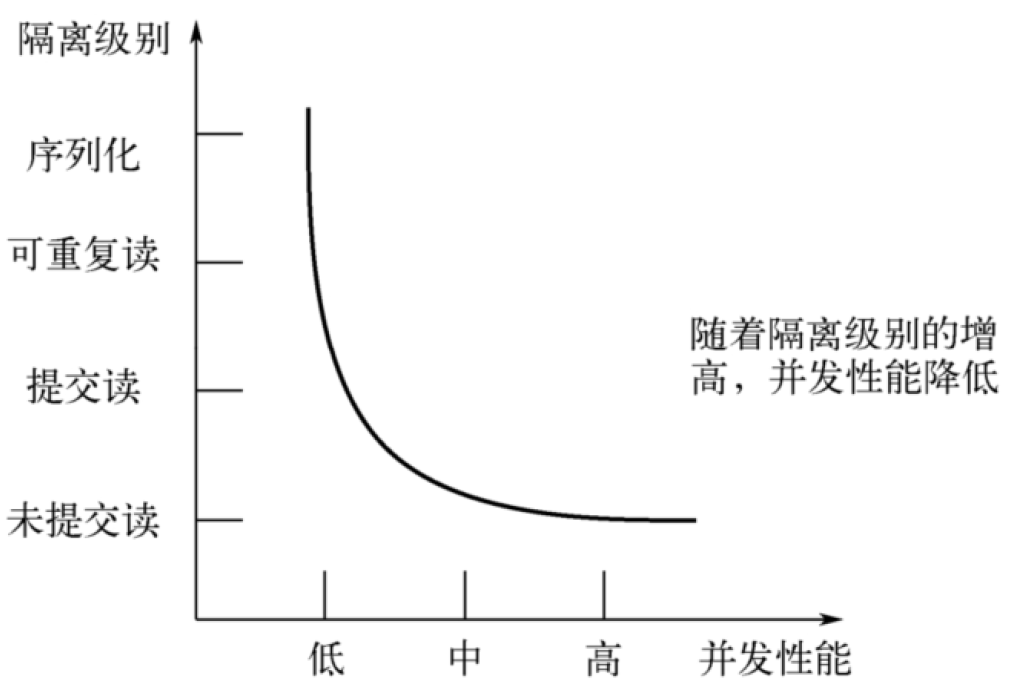 隔离级别
序列化
可重复读
随着隔离级别的增
高，并发性能降低
提交读
未提交读
低 中 高 并发性能